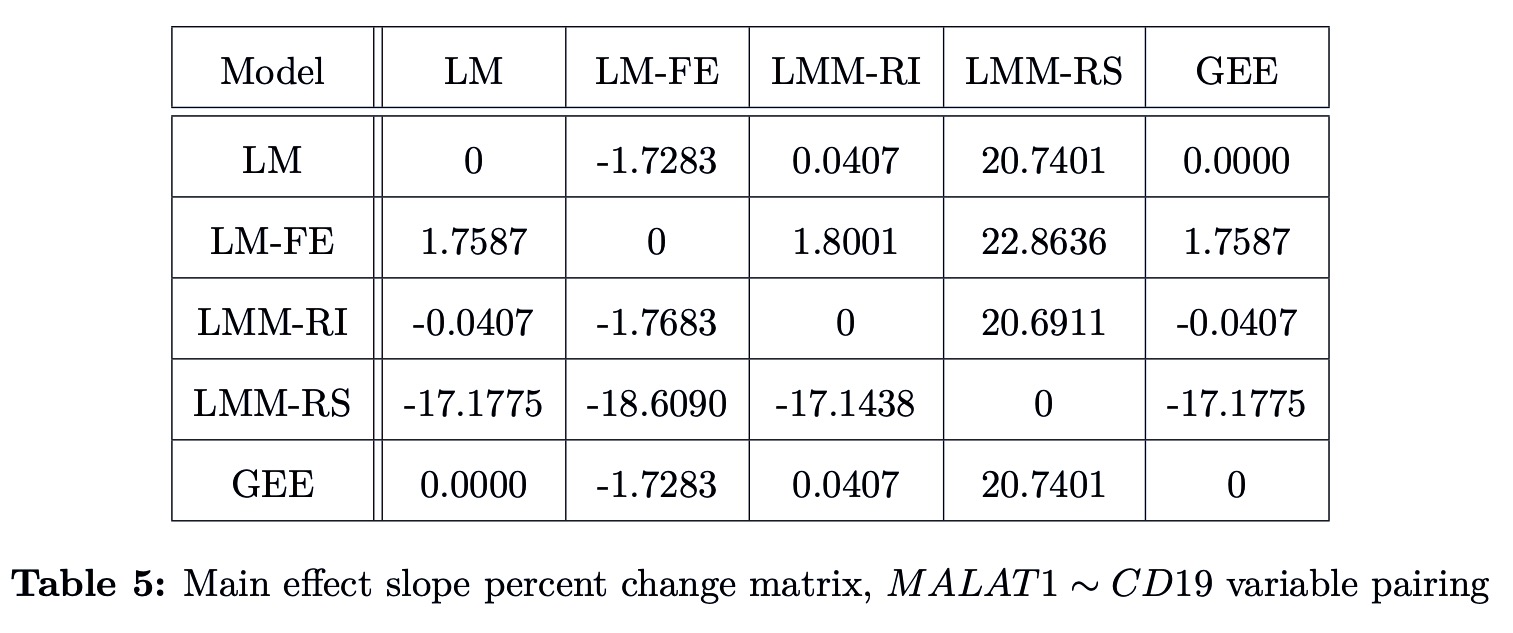 Model LM LM-FE LMM-RI LMM-RS GEE
LM 0 -1.7283 0.0407 20.7401 0.0000
LM-FE 1.7587 0 1.8001 22.8636 1.7587
LMM-RI -0.0407 -1.7683 0 20.6911 -0.0407
LMM-RS -17.1775 -18.6090 -17.1438 0 -17.1775
GEE 0.0000 -1.7283 0.0407 20.7401 0
Table 5: Main effect slope percent change matrix, MALAT1 ∼ CD19 variable pairing